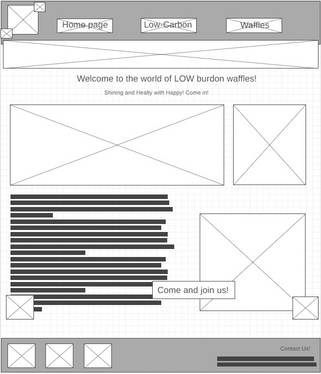 Home page
Low-Carbon
Waffles
Welcome to the world of LOW burdon waffles!
Shining and Healty with Happy! Come in!
Come and join us!
Contact Us!